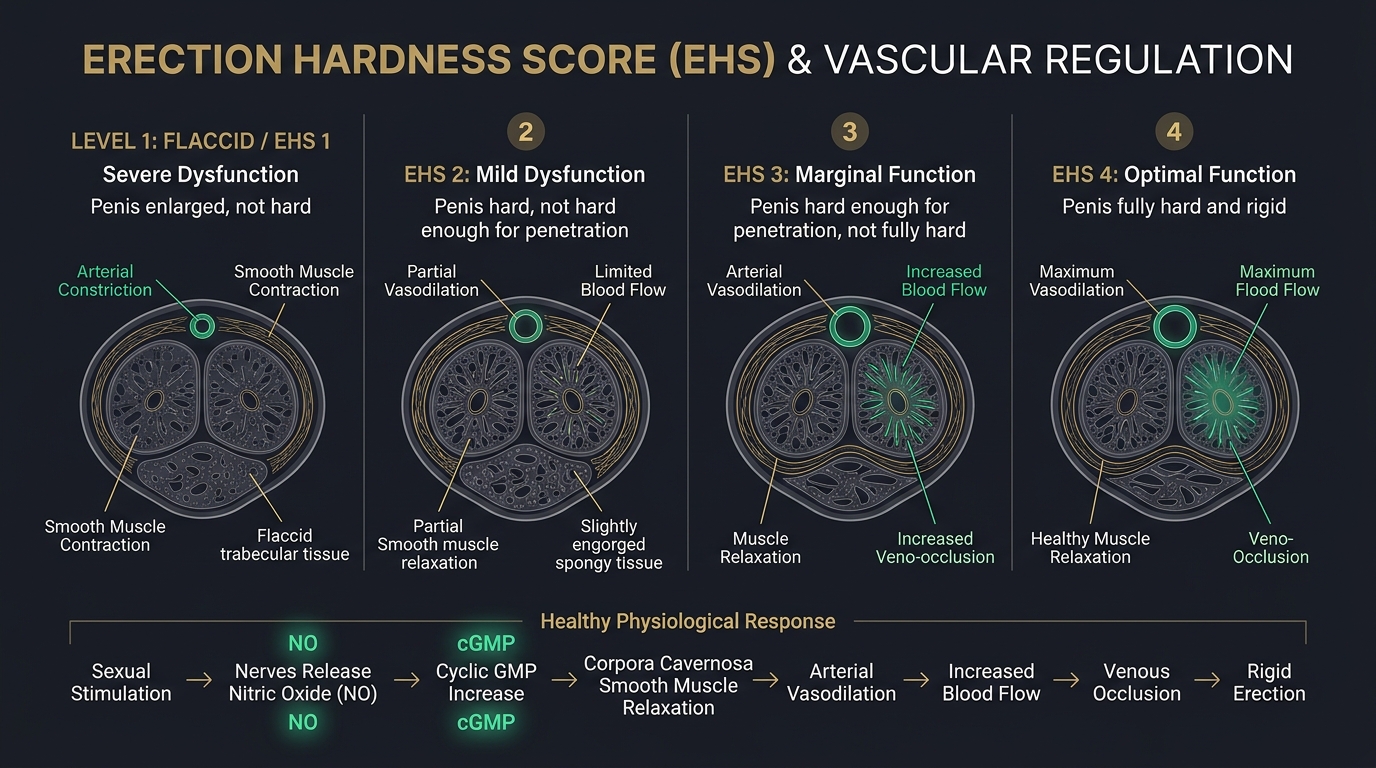 ERECTION HARDNESS SCORE (EHS) & VASCULAR REGULATION
LEVEL 1: FLACCID / EHS 1
Severe Dysfunction
Penis enlarged, not hard
Arterial
Constriction
Smooth Muscle
Contraction
Smooth Muscle
Contraction
Flaccid
trabecular tissue
2
EHS 2: Mild Dysfunction
Penis hard, not hard
enough for penetration
Partial
Vasodilation
Limited
Blood Flow
Partial
Smooth muscle
relaxation
Slightly
engorged
spongy tissue
3
EHS 3: Marginal Function
Penis hard enough for
penetration, not fully hard
Arterial
Vasodilation
Increased
Blood Flow
Muscle
Relaxation
Increased
Veno-occlusion
4
EHS 4: Optimal Function
Penis fully hard and rigid
Maximum
Vasodilation
Maximum
Flood Flow
Healthy Muscle
Relaxation
Veno-
Occlusion
Healthy Physiological Response
Sexual
Stimulation
NO
Nerves Release
Nitric Oxide (NO)
NO
cGMP
Cyclic GMP
Increase
cGMP
Corpora Cavernosa
Smooth Muscle
Relaxation
Arterial
Vasodilation
Increased
Blood Flow
Venous
Occlusion
Rigid
Erection